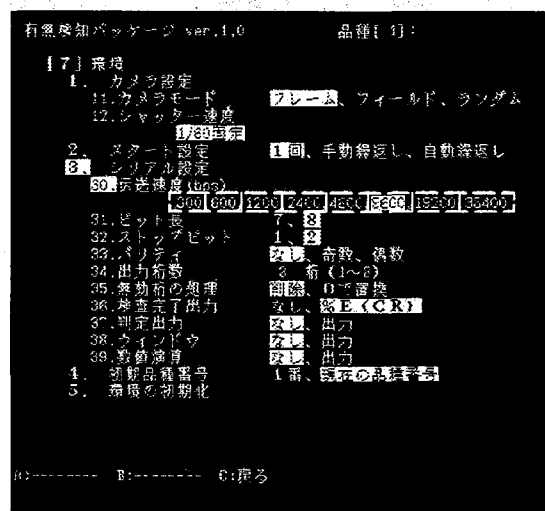 有無検知パッケージ ver.1.0 品種[ 1]:
[7] 環境
1. カメラ設定
11.カメラモード フレーム、フィールド、ランダム
12.シャッター速度
2. スタート設定 1回、手動繰返し、自動繰返し
3. シリアル設定
30.伝送速度(bps)
300 600 1200 2400 4800 9600 19200 38400
31.ビット長 7、8
32.ストップビット 1、2
33.パリティ なし、奇数、偶数
34.出力桁数 桁 (1~2)
35.無効桁の処理 削除、0で置換
36.検査完了出力 なし、%E(CR)
37.判定出力 なし、出力
38.ウィンドウ なし、出力
39.数値演算 なし、出力
4. 初期品種番号 1番、現在の品種番号
5. 環境の初期化
A:-------- B:-------- C:戻る